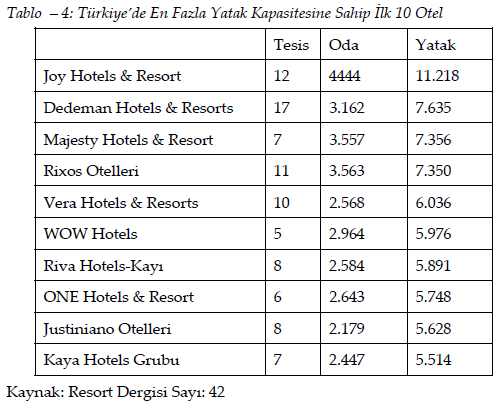 Tablo – 4: Türkiye'de En Fazla Yatak Kapasitesine Sahip İlk 10 Otel
Tesis Oda Yatak
Joy Hotels & Resort 12 4444 11.218
Dedeman Hotels & Resorts 17 3.162 7.635
Majesty Hotels & Resort 7 3.557 7.356
Rixos Otelleri 11 3.563 7.350
Vera Hotels & Resorts 10 2.568 6.036
WOW Hotels 5 2.964 5.976
Riva Hotels-Kayı 8 2.584 5.891
ONE Hotels & Resort 6 2.643 5.748
Justiniano Otelleri 8 2.179 5.628
Kaya Hotels Grubu 7 2.447 5.514
Kaynak: Resort Dergisi Sayı: 42